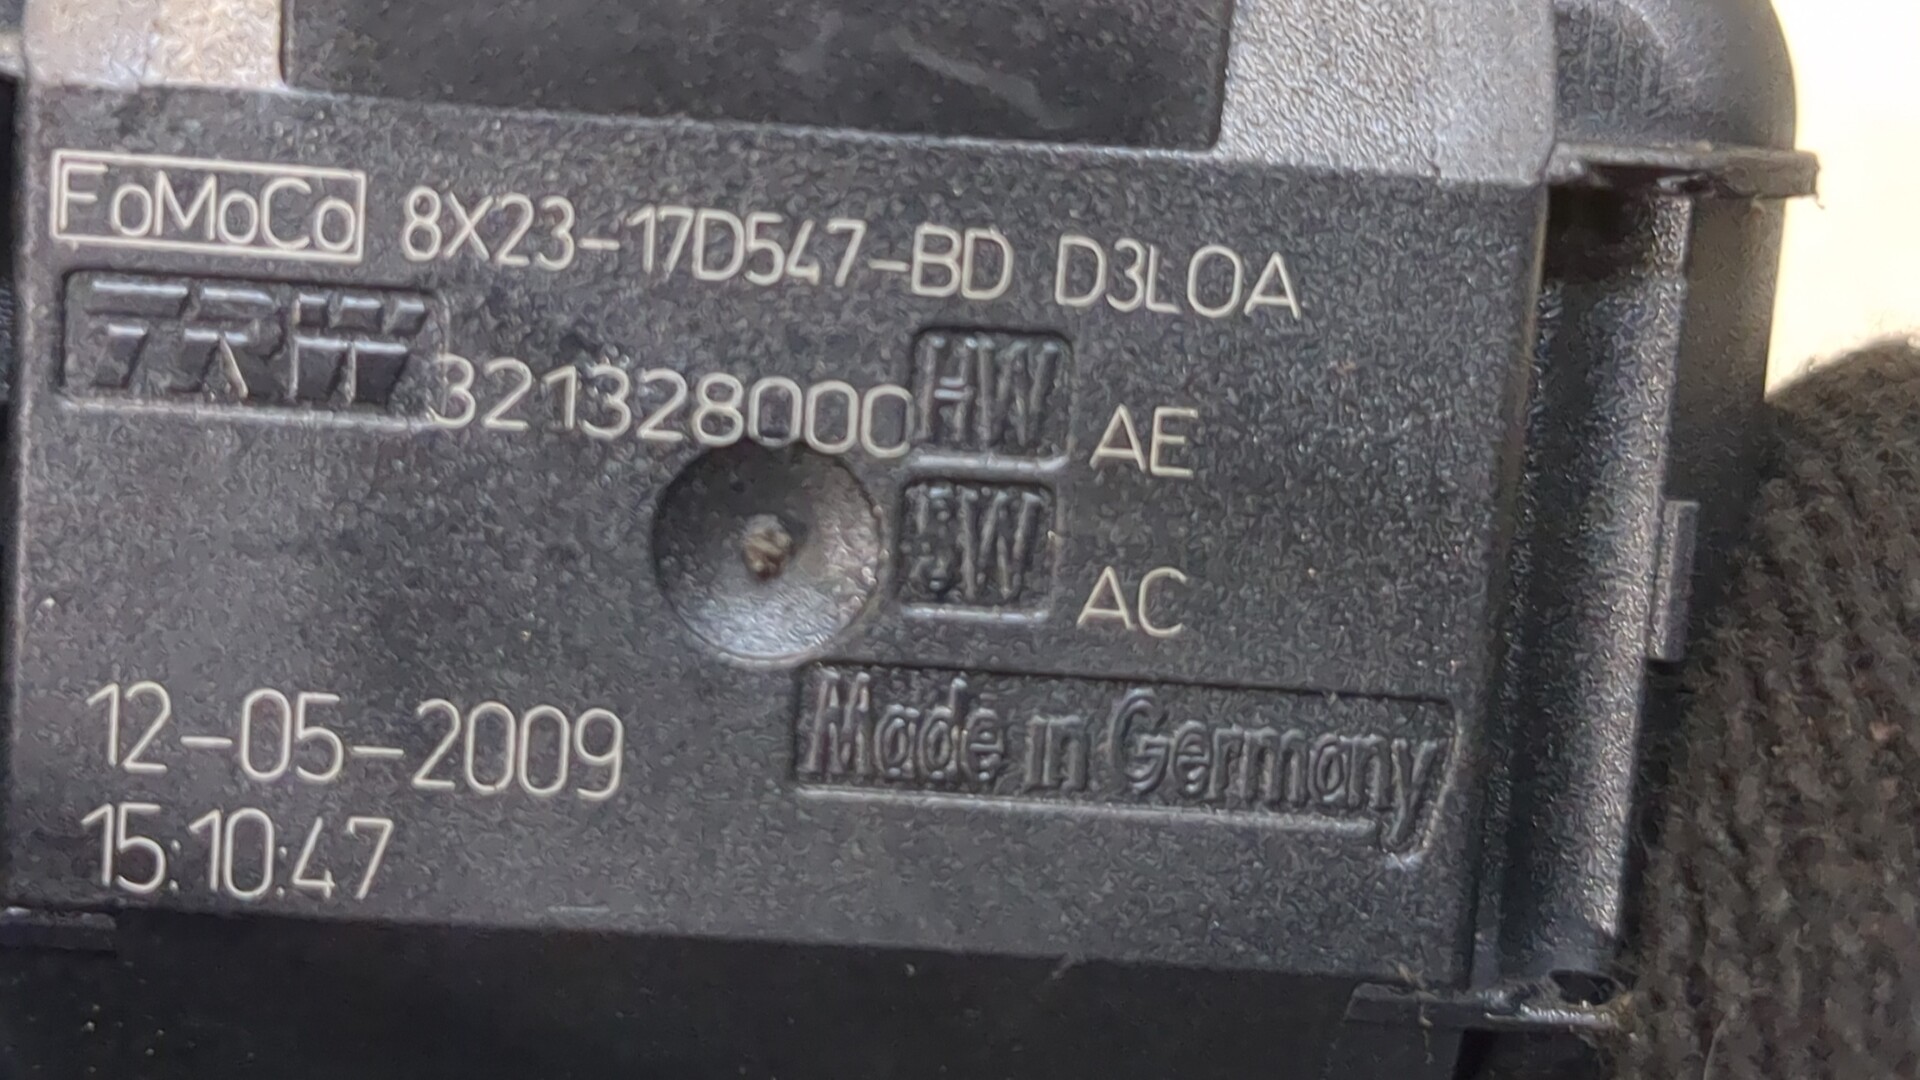 FoMoCo 8X23-17D547-BD D3LOA
TRW 321328000 HW AE
SW AC
12-05-2009 Made in Germany
15:10:47